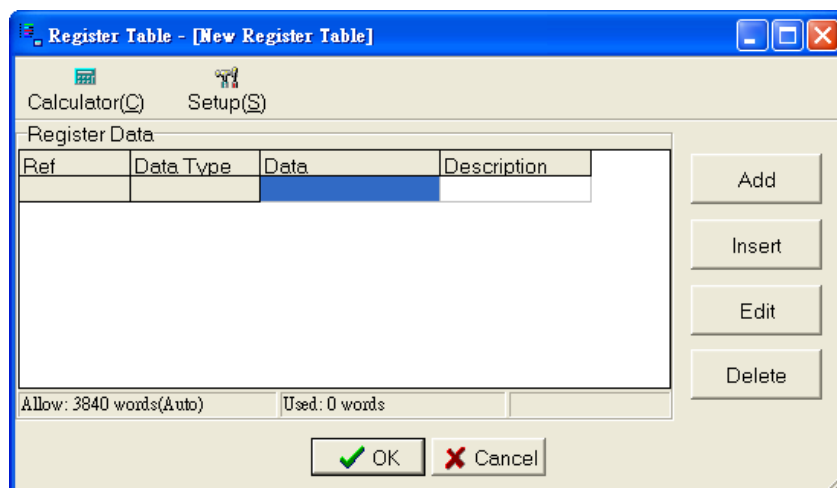 Register Table - [New Register Table]
Calculator(C) Setup(S)
Register Data
Ref Data Type Data Description
Add
Insert
Edit
Delete
Allow: 3840 words(Auto) Used: 0 words
OK Cancel